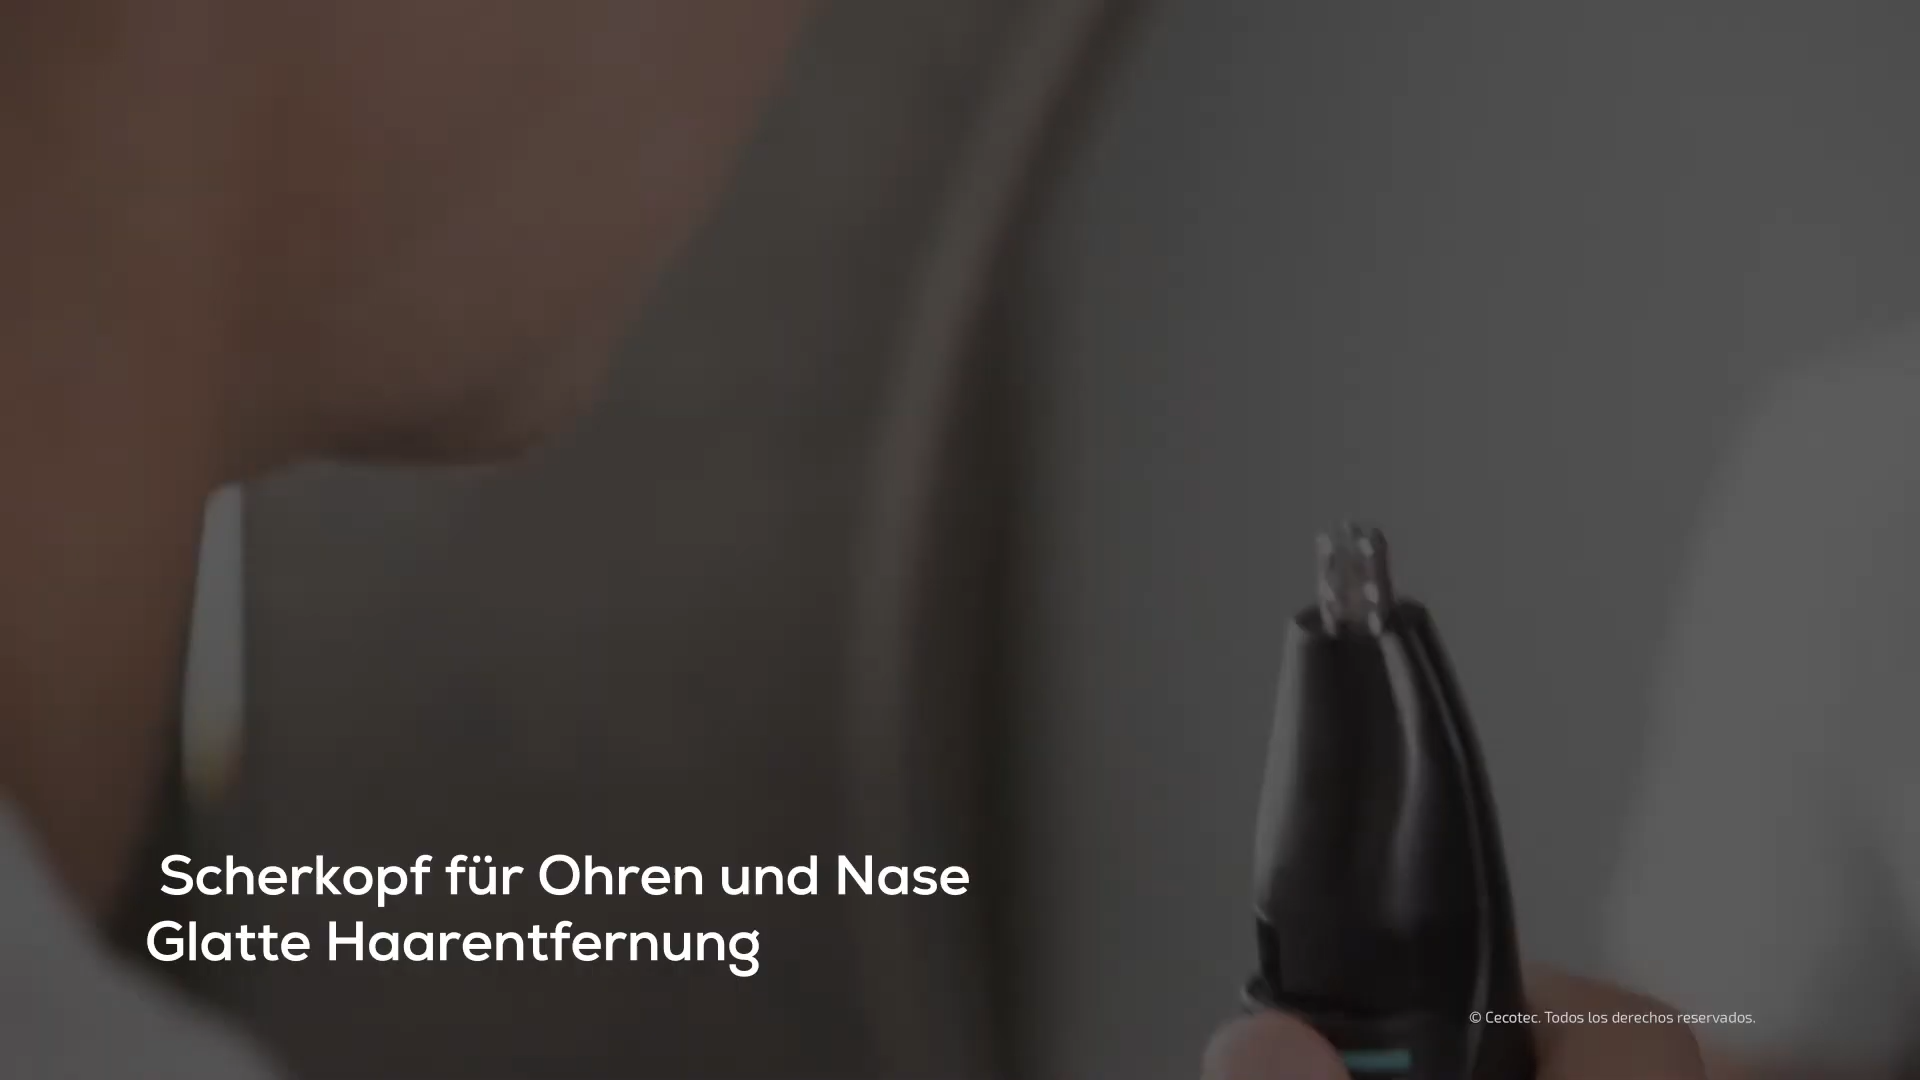 Scherkopf für Ohren und Nase
Glatte Haarentfernung
© Cecotec. Todos los derechos reservados.